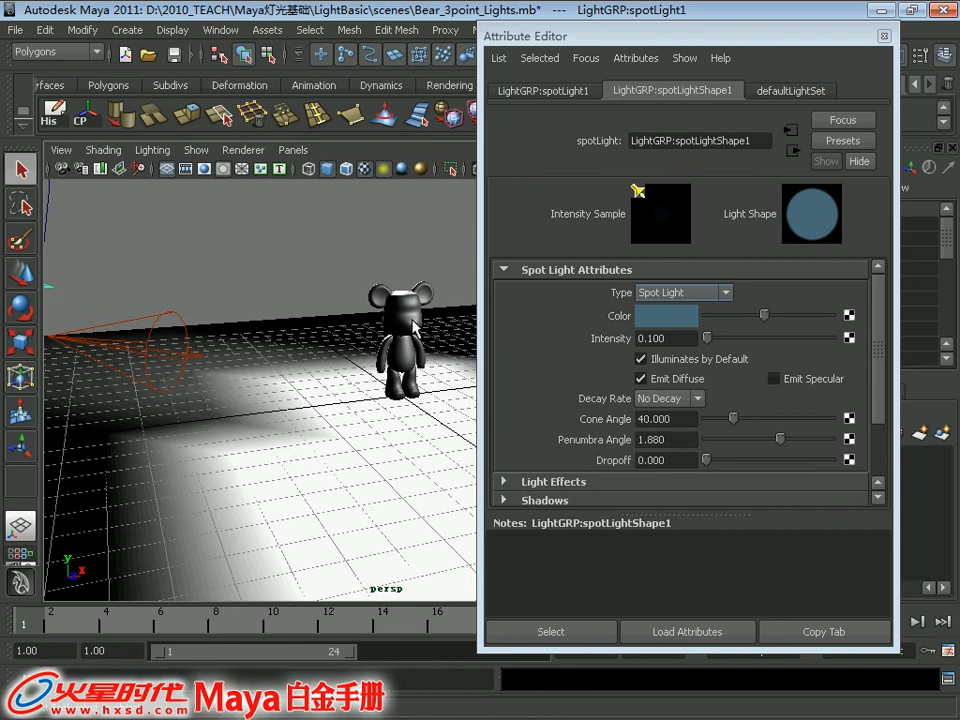 Autodesk Maya 2011: D:\2010_TEACH\Maya灯光基础\LightBasic\scenes\Bear_3point_Lights.mb* --- LightGRP:spotLight1
File Edit Modify Create Display Window Assets Select Mesh Edit Mesh Proxy
Attribute Editor
Polygons
List Selected Focus Attributes Show Help
rfaces Polygons Subdivs Deformation Animation Dynamics Rendering
LightGRP:spotLight1 LightGRP:spotLightShape1 defaultLightSet
His CP
Focus
spotLight: LightGRP:spotLightShape1
Presets
View Shading Lighting Show Renderer Panels
Show Hide
Intensity Sample Light Shape
Spot Light Attributes
Type Spot Light
Color
Intensity 0.100
Illuminates by Default
Emit Diffuse Emit Specular
Decay Rate No Decay
Cone Angle 40.000
Penumbra Angle 1.880
Dropoff 0.000
Light Effects
Shadows
Notes: LightGRP:spotLightShape1
y
x
persp
2 4 6 8 10 12 14 16
1
Select Load Attributes Copy Tab
1.00 1.00 1 24
火星时代 Maya 白金手册
www.hxsd.com